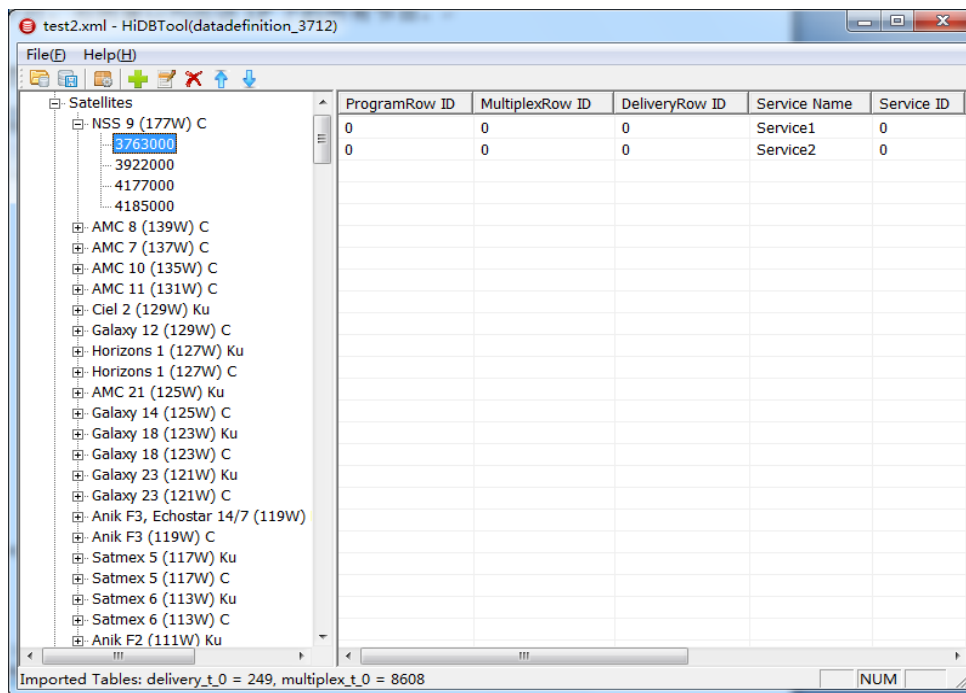 test2.xml - HiDBTool(datadefinition_3712)
File(F) Help(H)
Satellites
NSS 9 (177W) C
3763000
3922000
4177000
4185000
AMC 8 (139W) C
AMC 7 (137W) C
AMC 10 (135W) C
AMC 11 (131W) C
Ciel 2 (129W) Ku
Galaxy 12 (129W) C
Horizons 1 (127W) Ku
Horizons 1 (127W) C
AMC 21 (125W) Ku
Galaxy 14 (125W) C
Galaxy 18 (123W) Ku
Galaxy 18 (123W) C
Galaxy 23 (121W) Ku
Galaxy 23 (121W) C
Anik F3, Echostar 14/7 (119W)
Anik F3 (119W) C
Satmex 5 (117W) Ku
Satmex 5 (117W) C
Satmex 6 (113W) Ku
Satmex 6 (113W) C
Anik F2 (111W) Ku
ProgramRow ID MultiplexRow ID DeliveryRow ID Service Name Service ID
0 0 0 Service1 0
0 0 0 Service2 0
Imported Tables: delivery_t_0 = 249, multiplex_t_0 = 8608 NUM